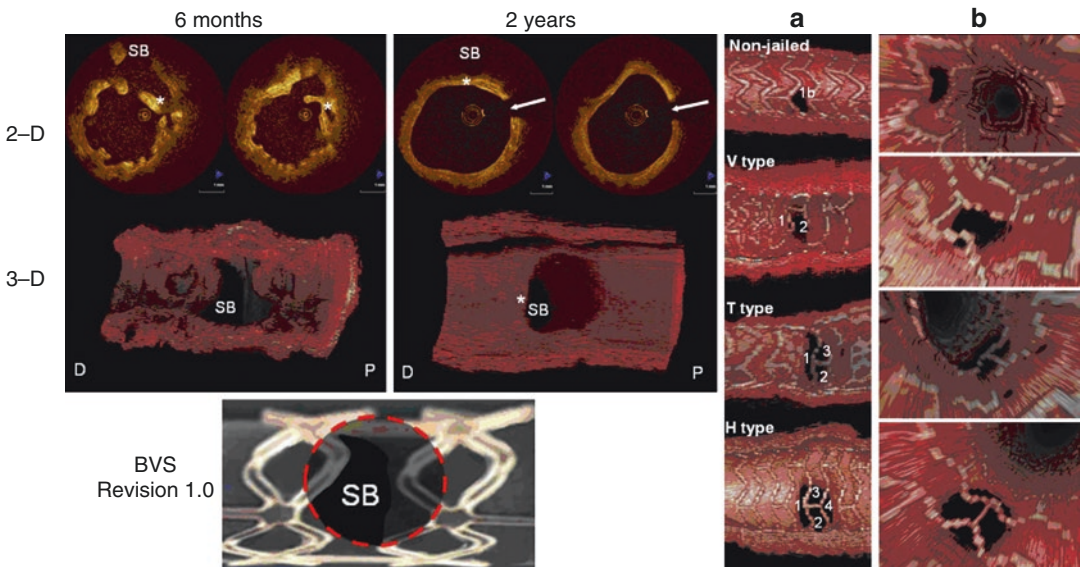 6 months
2 years
a
b
2–D
3–D
SB
*
*
SB
*
SB
D
P
*
SB
D
P
BVS
Revision 1.0
SB
Non-jailed
1b
V type
1
2
T type
1
3
2
H type
1
3
4
2